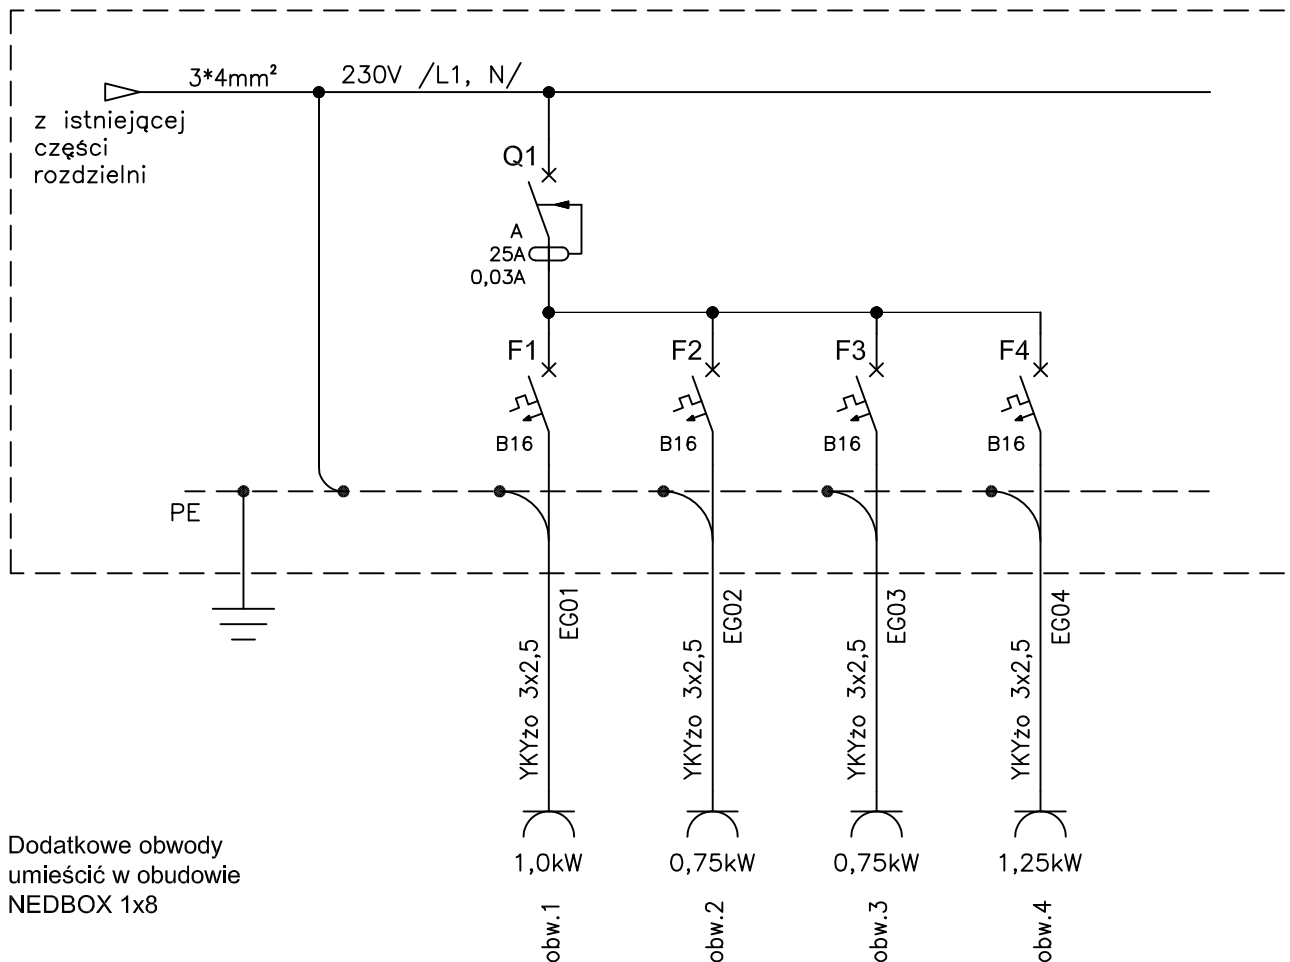 3*4mm²
230V /L1, N/
z istniejącej
części
rozdzielni
Q1
A
25A
0,03A
F1
F2
F3
F4
B16
B16
B16
B16
PE
EG01
EG02
EG03
EG04
YKYżo 3x2,5
YKYżo 3x2,5
YKYżo 3x2,5
YKYżo 3x2,5
1,0kW
0,75kW
0,75kW
1,25kW
obw.1
obw.2
obw.3
obw.4
Dodatkowe obwody
umieścić w obudowie
NEDBOX 1x8